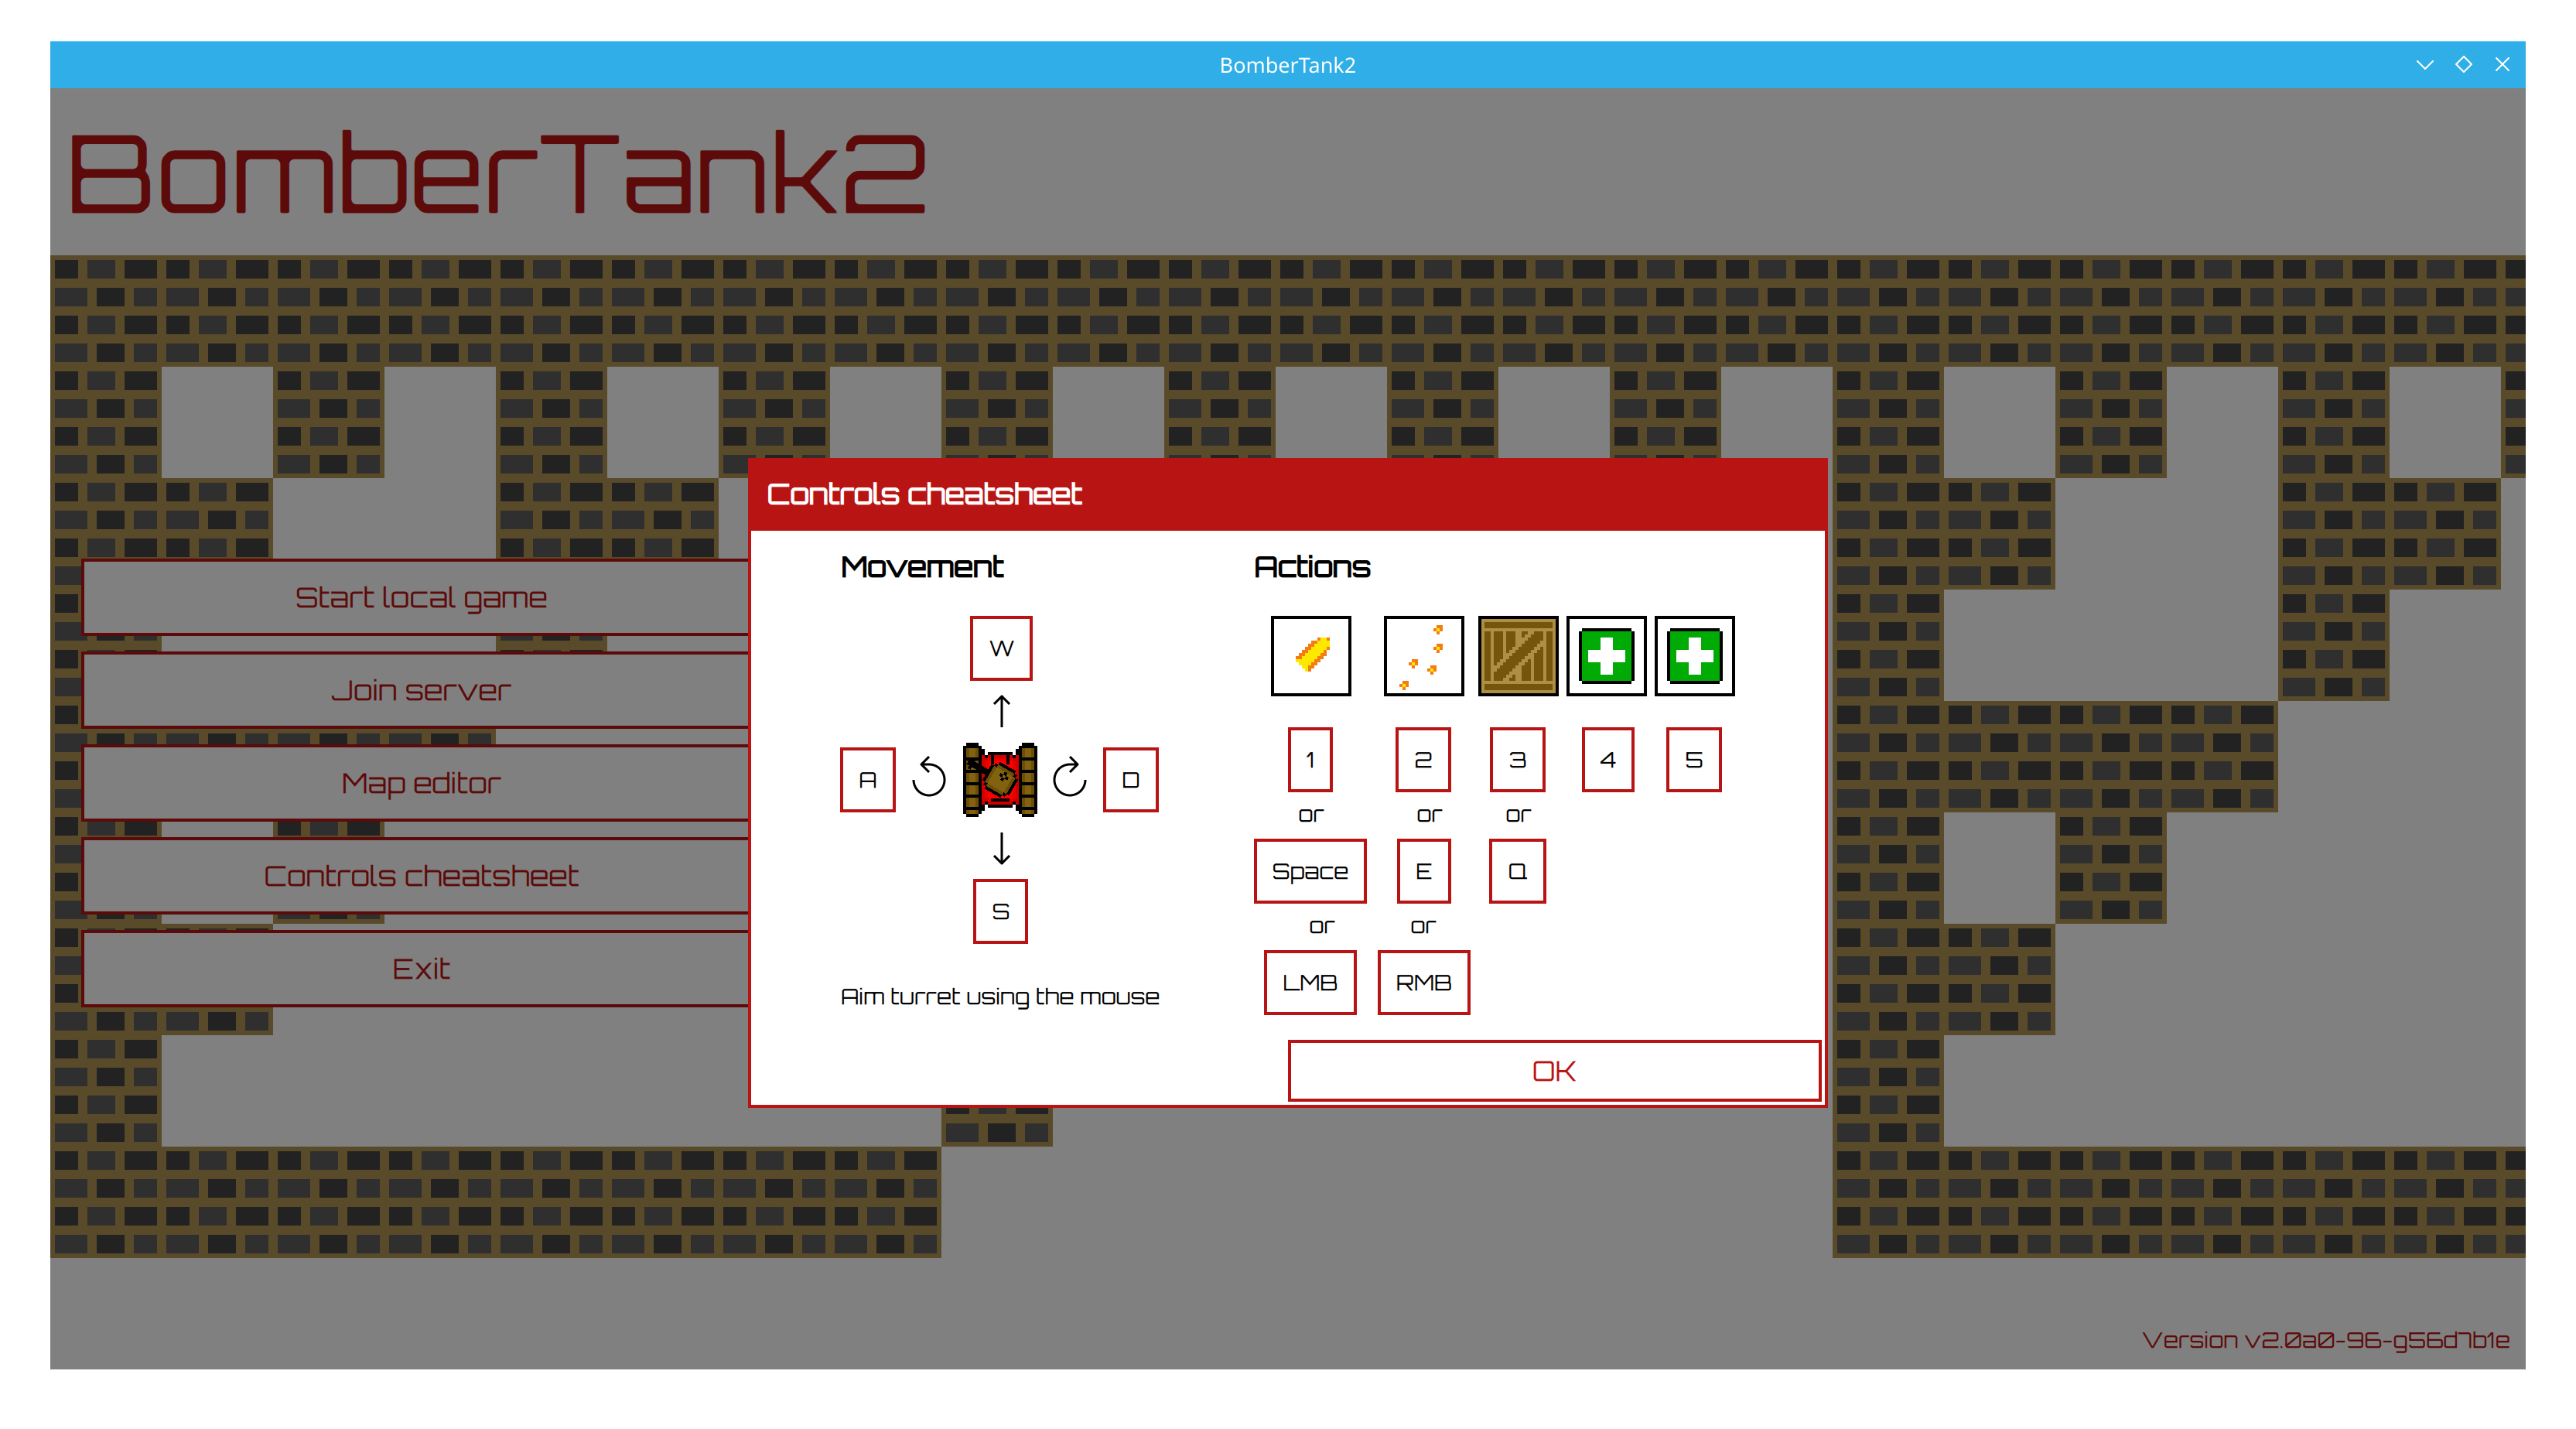 BomberTank2
BomberTank2
Controls cheatsheet
Movement
W
A
D
S
Aim turret using the mouse
Actions
1 2 3 4 5
or or or
Space E Q
or or
LMB RMB
OK
Start local game
Join server
Map editor
Controls cheatsheet
Exit
Version v2.0a0-96-g56d7b1e